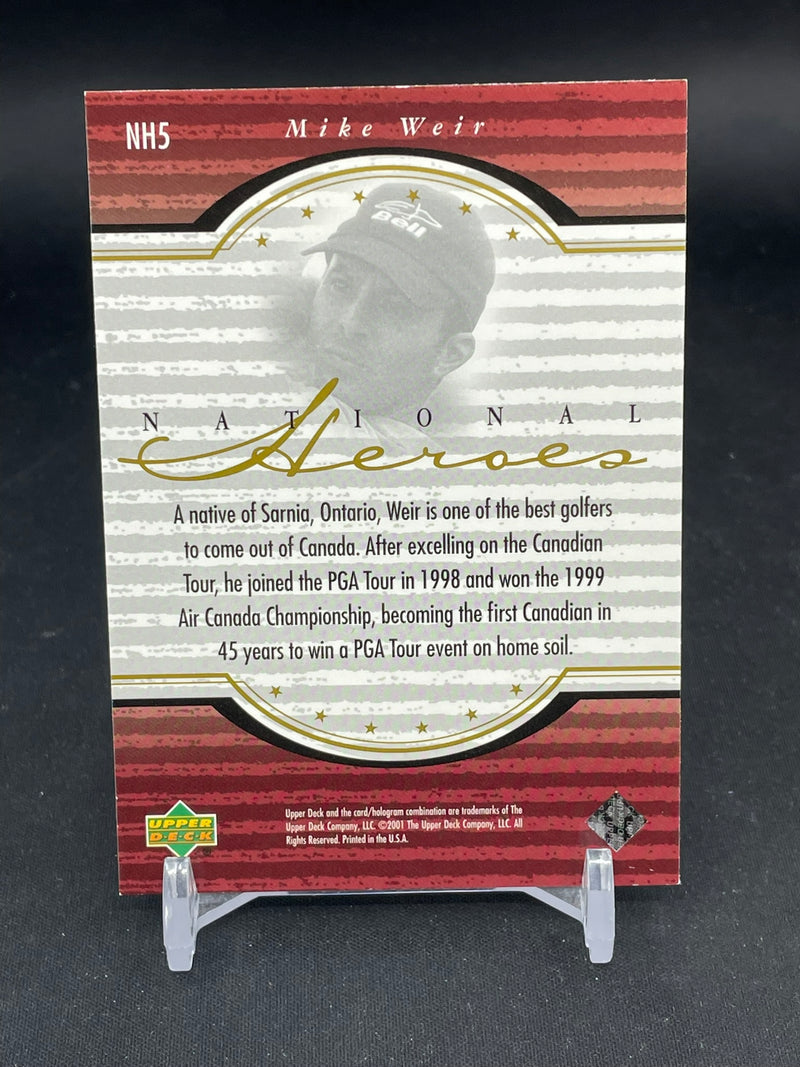 NH5
Mike Weir
Bell
NATIONAL
Heroes
A native of Sarnia, Ontario, Weir is one of the best golfers
to come out of Canada. After excelling on the Canadian
Tour, he joined the PGA Tour in 1998 and won the 1999
Air Canada Championship, becoming the first Canadian in
45 years to win a PGA Tour event on home soil.
UPPER
DECK
Upper Deck and the card/hologram combination are trademarks of The
Upper Deck Company, LLC. ©2001 The Upper Deck Company, LLC. All
Rights Reserved. Printed in the U.S.A.